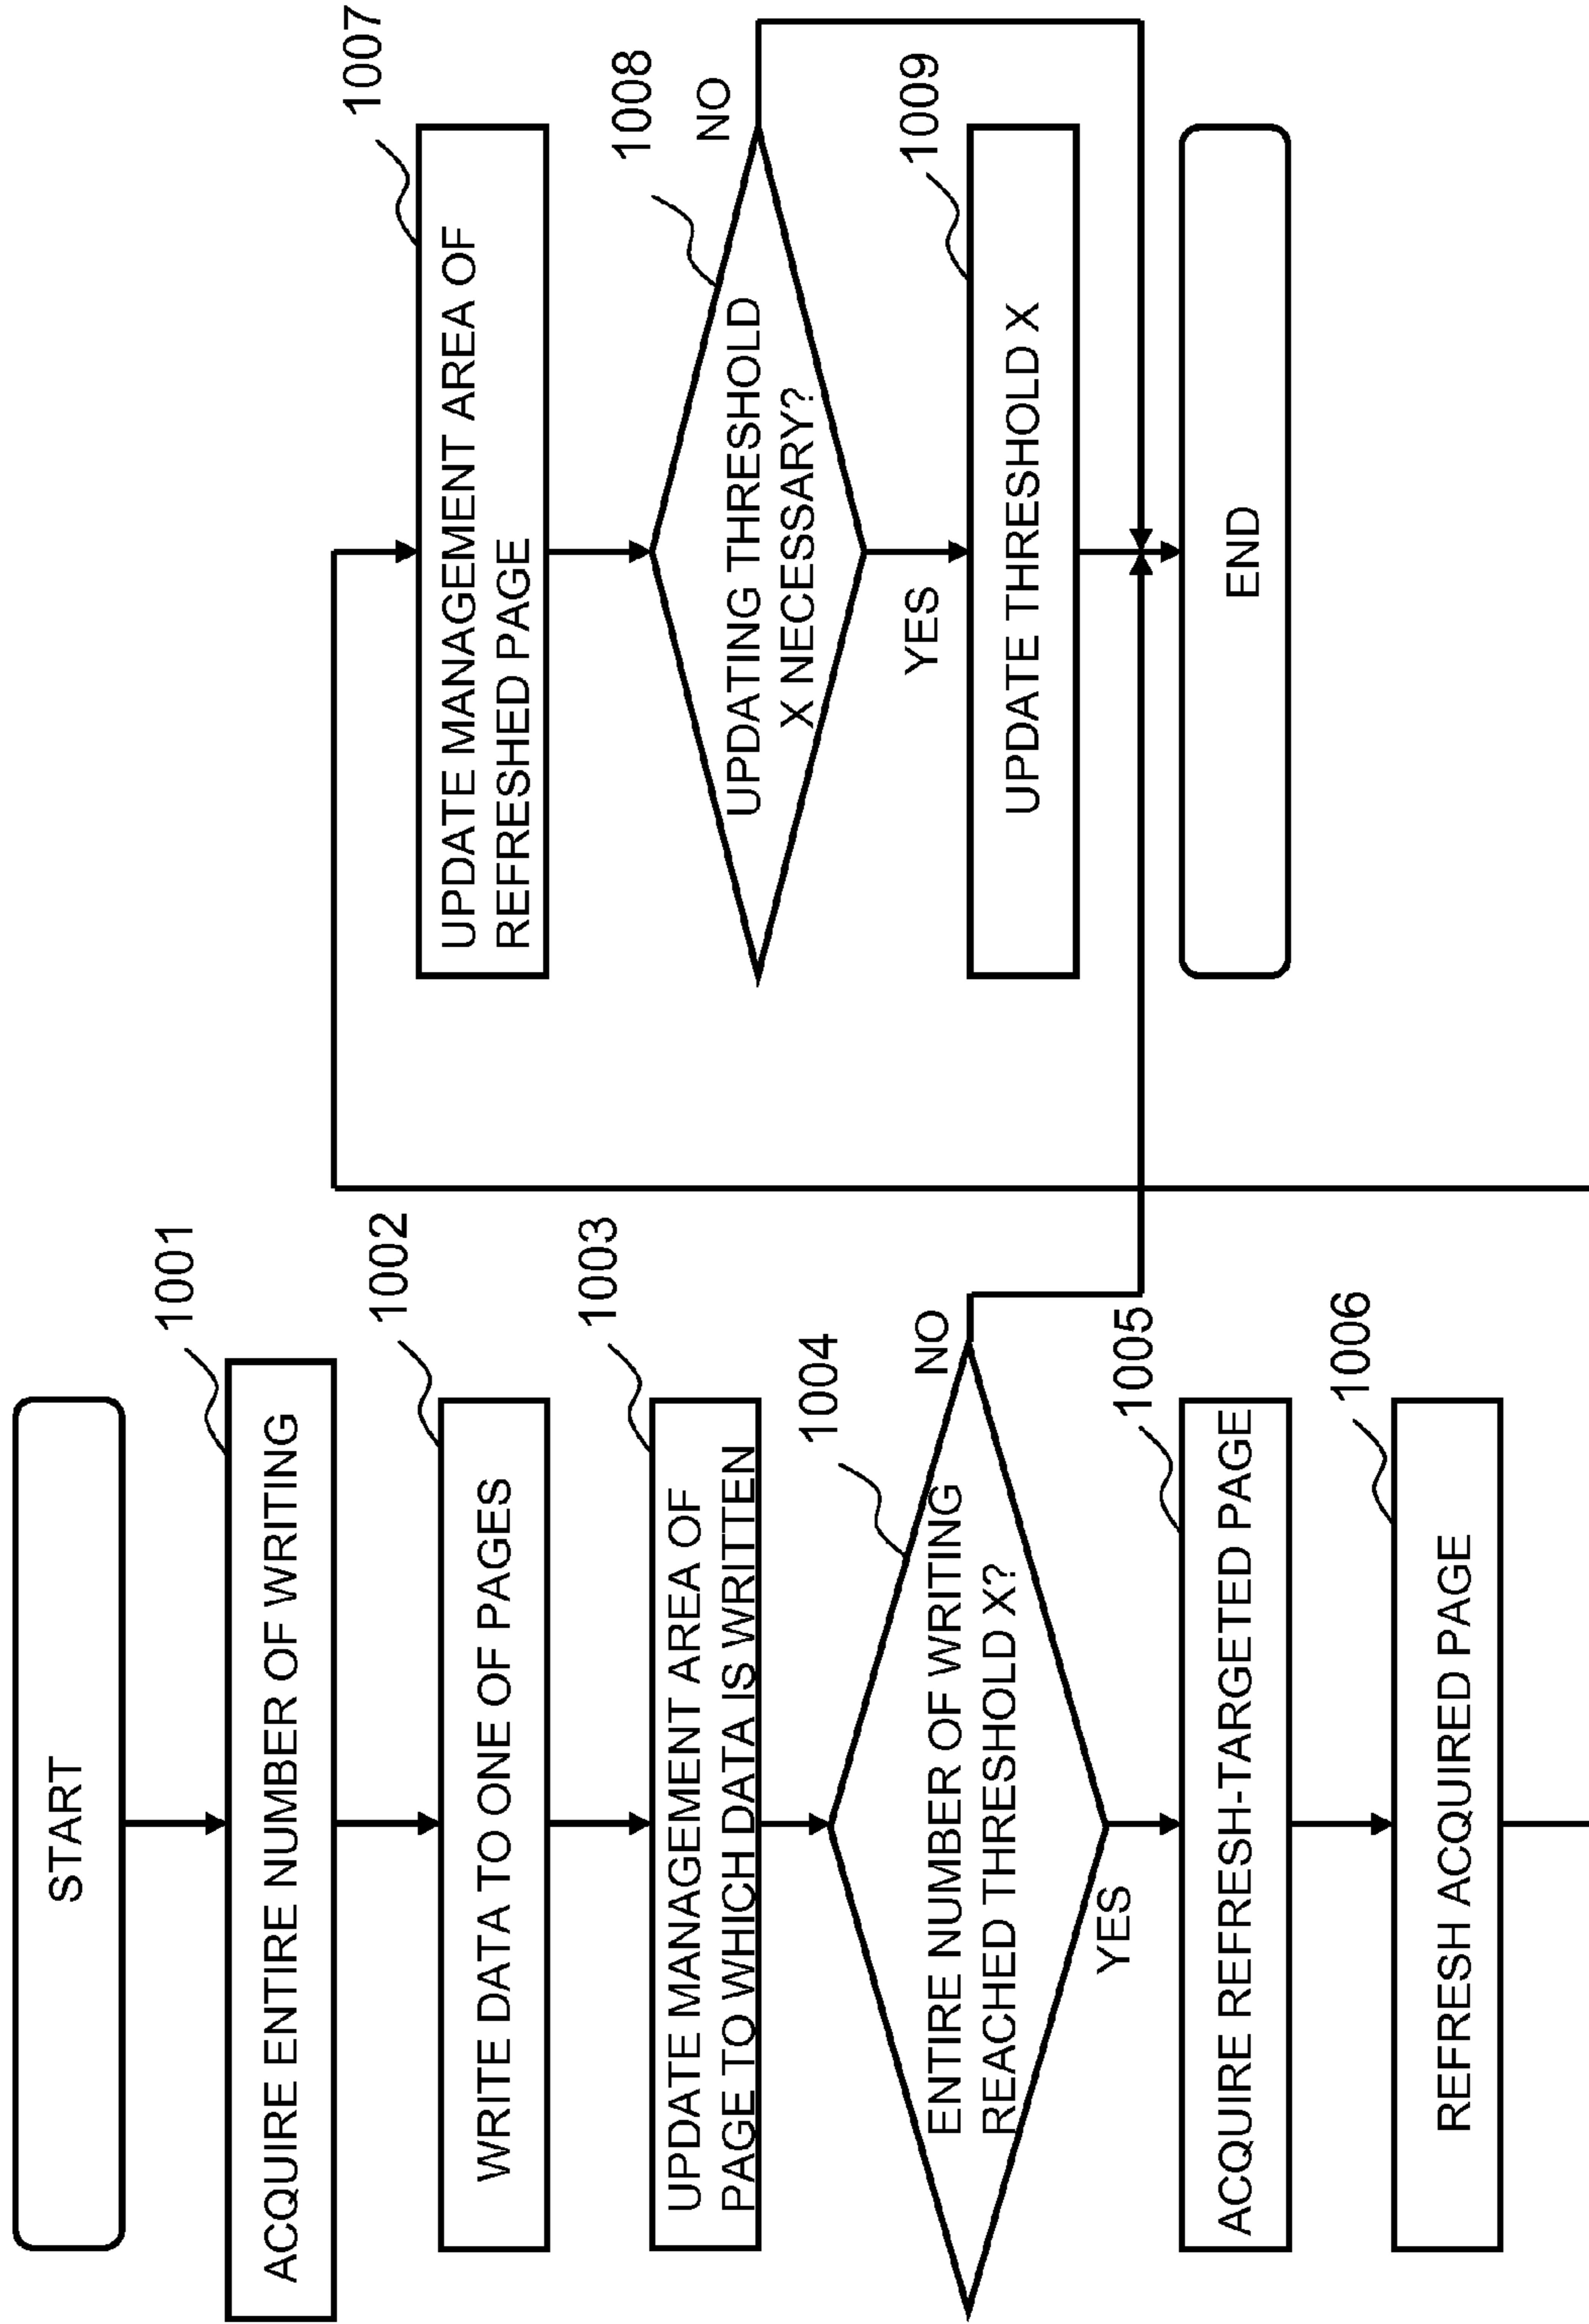 START
1001
ACQUIRE ENTIRE NUMBER OF WRITING
1002
WRITE DATA TO ONE OF PAGES
1003
UPDATE MANAGEMENT AREA OF
PAGE TO WHICH DATA IS WRITTEN
1004
ENTIRE NUMBER OF WRITING
REACHED THRESHOLD X?
NO
YES
1005
ACQUIRE REFRESH-TARGETED PAGE
1006
REFRESH ACQUIRED PAGE
1007
UPDATE MANAGEMENT AREA OF
REFRESHED PAGE
1008
UPDATING THRESHOLD
X NECESSARY?
NO
YES
1009
UPDATE THRESHOLD X
END